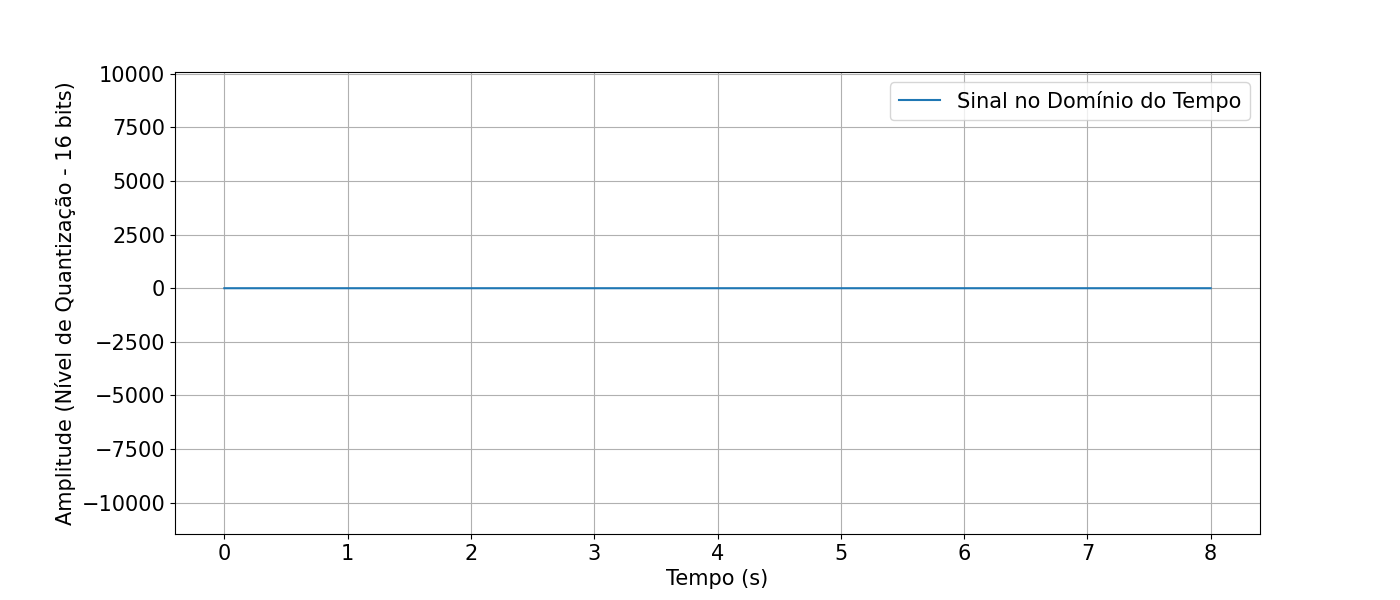 Amplitude (Nível de Quantização - 16 bits)
10000
7500
5000
2500
0
−2500
−5000
−7500
−10000
Sinal no Domínio do Tempo
0 1 2 3 4 5 6 7 8
Tempo (s)